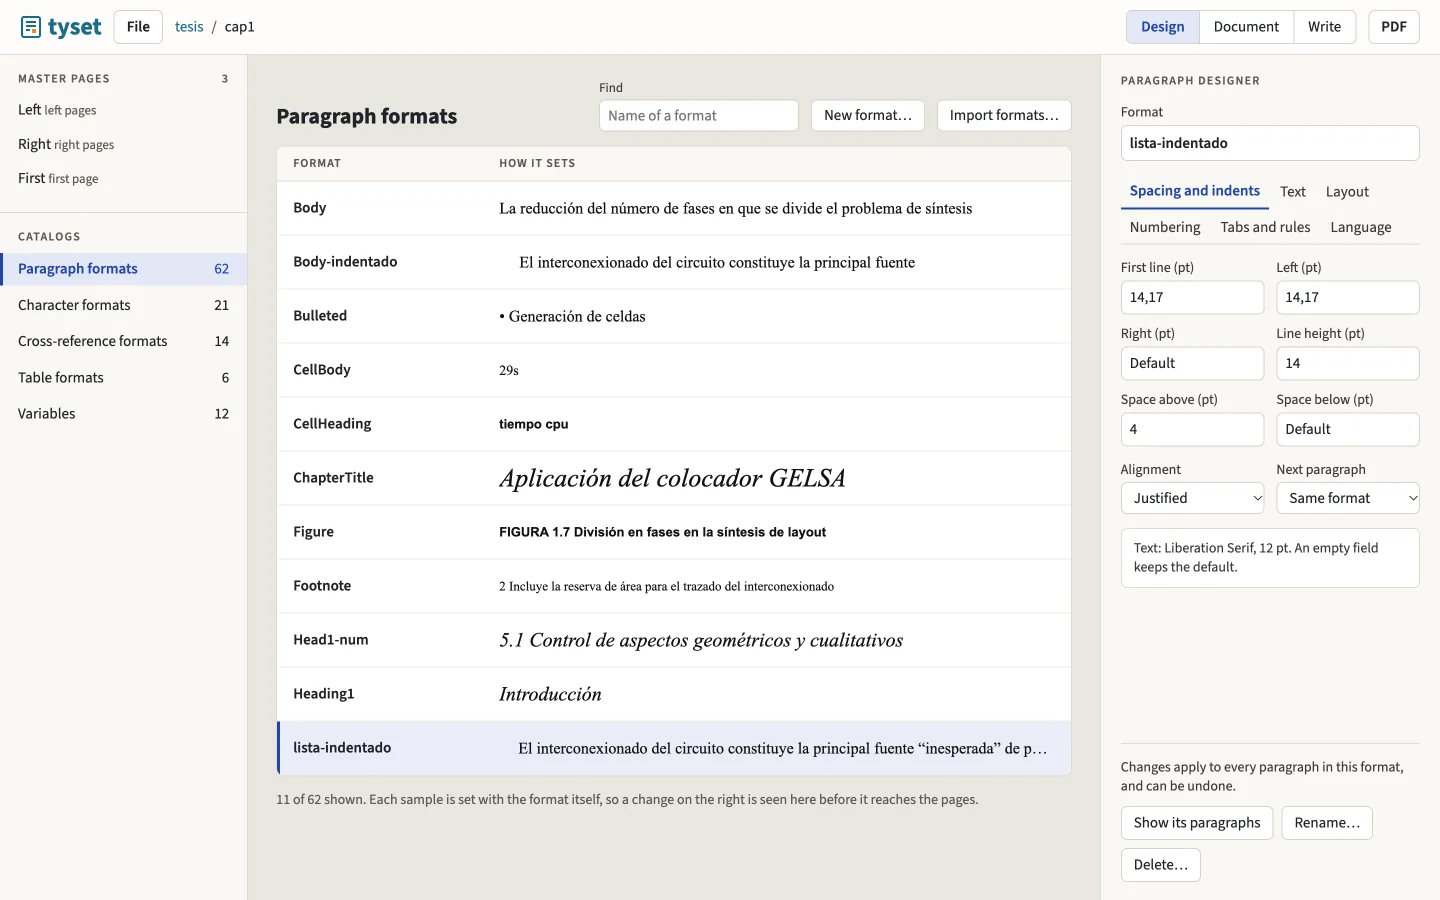 tyset
File
tesis / cap1
Design
Document
Write
PDF
MASTER PAGES 3
Left left pages
Right right pages
First first page
CATALOGS
Paragraph formats 62
Character formats 21
Cross-reference formats 14
Table formats 6
Variables 12
Paragraph formats
Find
Name of a format
New format…
Import formats…
FORMAT HOW IT SETS
Body La reducción del número de fases en que se divide el problema de síntesis
Body-indentado El interconexionado del circuito constituye la principal fuente
Bulleted • Generación de celdas
CellBody 29s
CellHeading tiempo cpu
ChapterTitle Aplicación del colocador GELSA
Figure FIGURA 1.7 División en fases en la síntesis de layout
Footnote 2 Incluye la reserva de área para el trazado del interconexionado
Head1-num 5.1 Control de aspectos geométricos y cualitativos
Heading1 Introducción
lista-indentado El interconexionado del circuito constituye la principal fuente “inesperada” de p…
11 of 62 shown. Each sample is set with the format itself, so a change on the right is seen here before it reaches the pages.
PARAGRAPH DESIGNER
Format
lista-indentado
Spacing and indents Text Layout
Numbering Tabs and rules Language
First line (pt) Left (pt)
14,17 14,17
Right (pt) Line height (pt)
Default 14
Space above (pt) Space below (pt)
4 Default
Alignment Next paragraph
Justified Same format
Text: Liberation Serif, 12 pt. An empty field
keeps the default.
Changes apply to every paragraph in this format,
and can be undone.
Show its paragraphs Rename…
Delete…